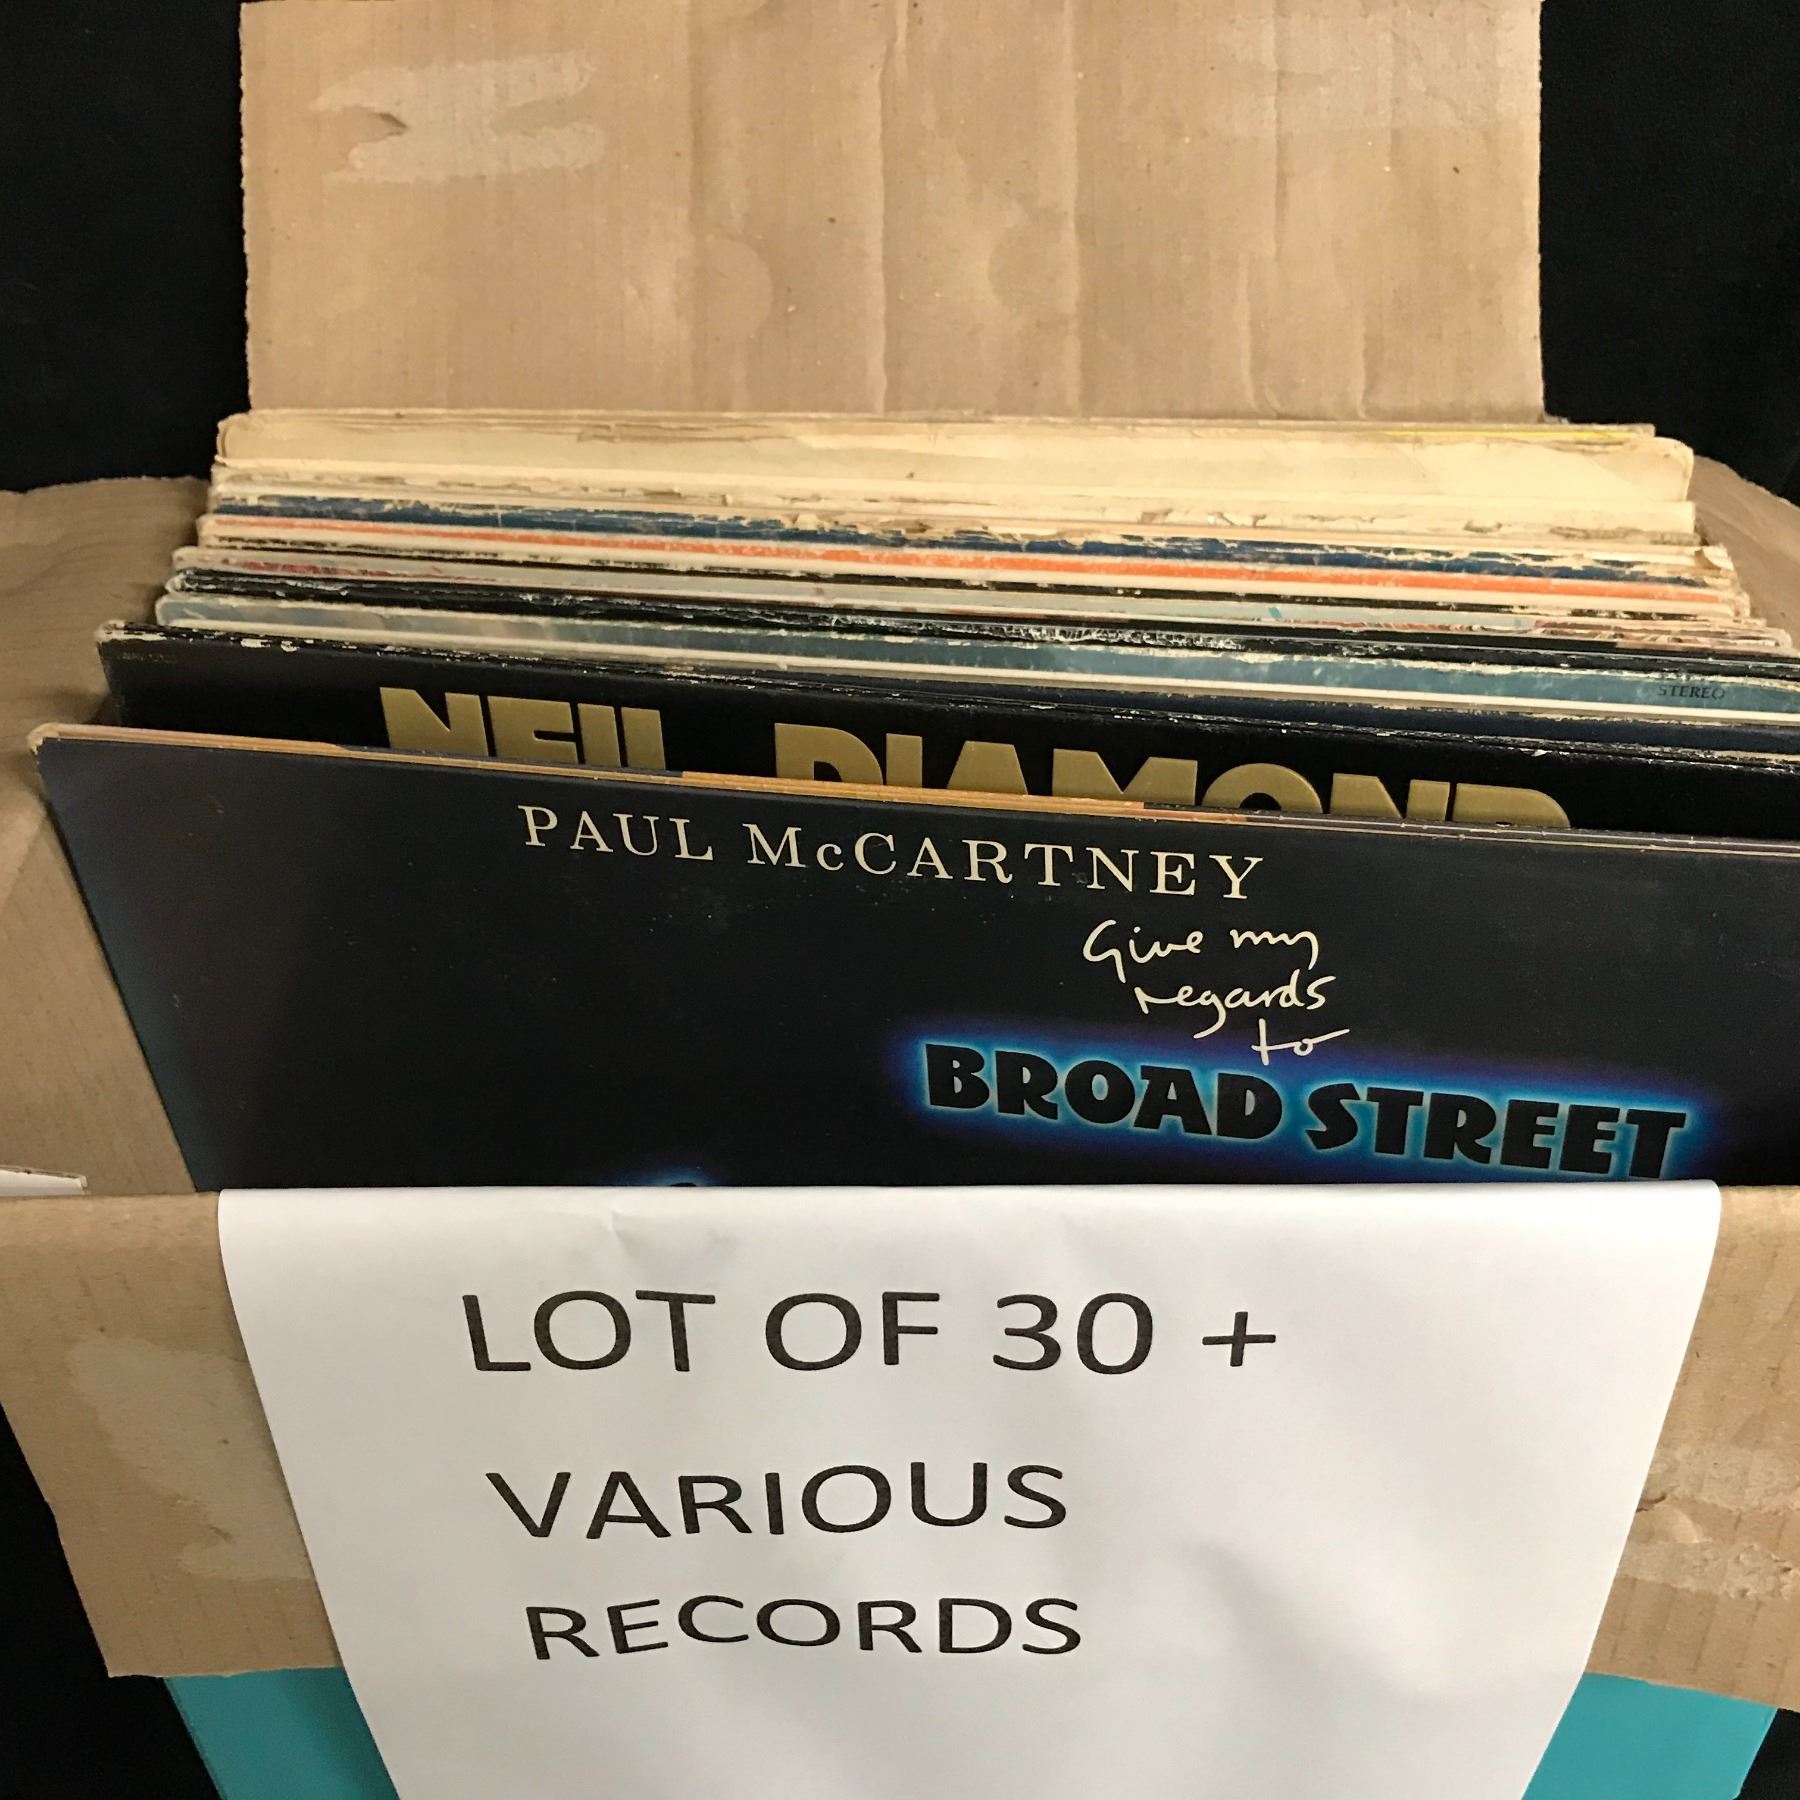 STEREO
NEIL DIAMOND
PAUL McCARTNEY
Give my
regards
to
BROAD STREET
LOT OF 30 +
VARIOUS
RECORDS